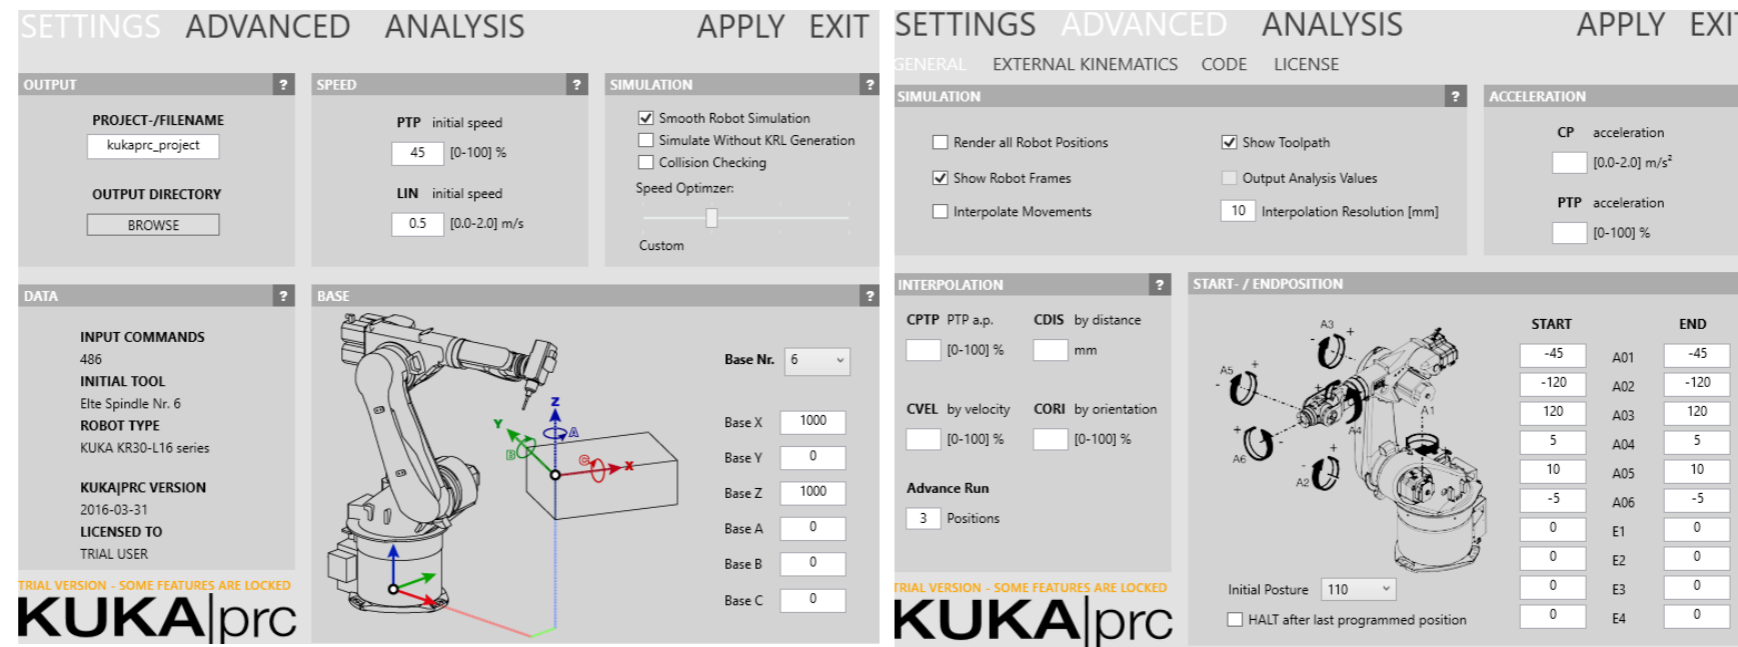 SETTINGS ADVANCED ANALYSIS APPLY EXIT
OUTPUT ?
PROJECT-/FILENAME
kukaprc_project
OUTPUT DIRECTORY
BROWSE
SPEED ?
PTP initial speed
45 [0-100] %
LIN initial speed
0.5 [0.0-2.0] m/s
SIMULATION ?
Smooth Robot Simulation
Simulate Without KRL Generation
Collision Checking
Speed Optimzer:
Custom
DATA ?
INPUT COMMANDS
486
INITIAL TOOL
Elte Spindle Nr. 6
ROBOT TYPE
KUKA KR30-L16 series
KUKA|PRC VERSION
2016-03-31
LICENSED TO
TRIAL USER
TRIAL VERSION - SOME FEATURES ARE LOCKED
KUKA|prc
BASE ?
Z
A
Y
B
C
X
Base Nr. 6
Base X 1000
Base Y 0
Base Z 1000
Base A 0
Base B 0
Base C 0
SETTINGS ADVANCED ANALYSIS APPLY EXIT
GENERAL EXTERNAL KINEMATICS CODE LICENSE
SIMULATION ?
Render all Robot Positions
Show Toolpath
Show Robot Frames
Output Analysis Values
Interpolate Movements
10 Interpolation Resolution [mm]
ACCELERATION
CP acceleration
[0.0-2.0] m/s²
PTP acceleration
[0-100] %
INTERPOLATION ?
CPTP PTP a.p. CDIS by distance
[0-100] % mm
CVEL by velocity CORI by orientation
[0-100] % [0-100] %
Advance Run
3 Positions
TRIAL VERSION - SOME FEATURES ARE LOCKED
KUKA|prc
START- / ENDPOSITION
A3 + -
A5 + -
A1
A4
A6 + -
A2 + -
START END
-45 A01 -45
-120 A02 -120
120 A03 120
5 A04 5
10 A05 10
-5 A06 -5
0 E1 0
0 E2 0
0 E3 0
0 E4 0
Initial Posture 110
HALT after last programmed position